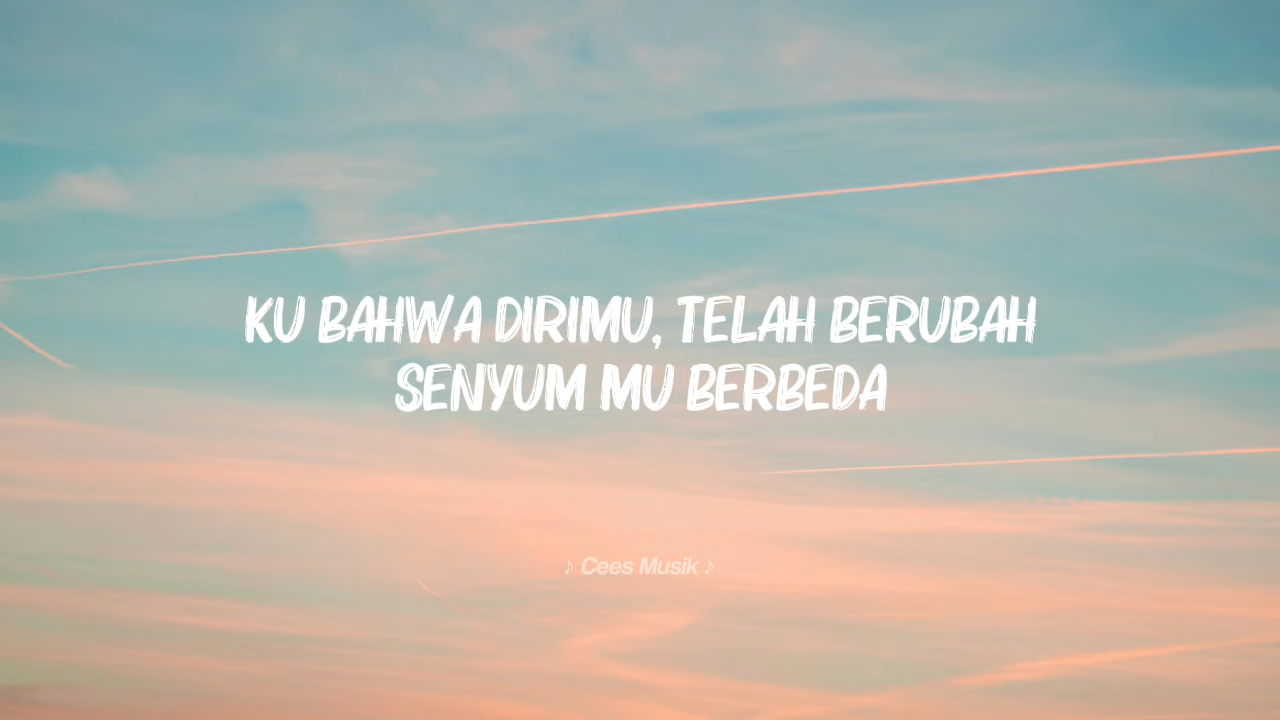 KU BAHWA DIRIMU, TELAH BERUBAH
SENYUM MU BERBEDA
♪ Cees Musik ♪